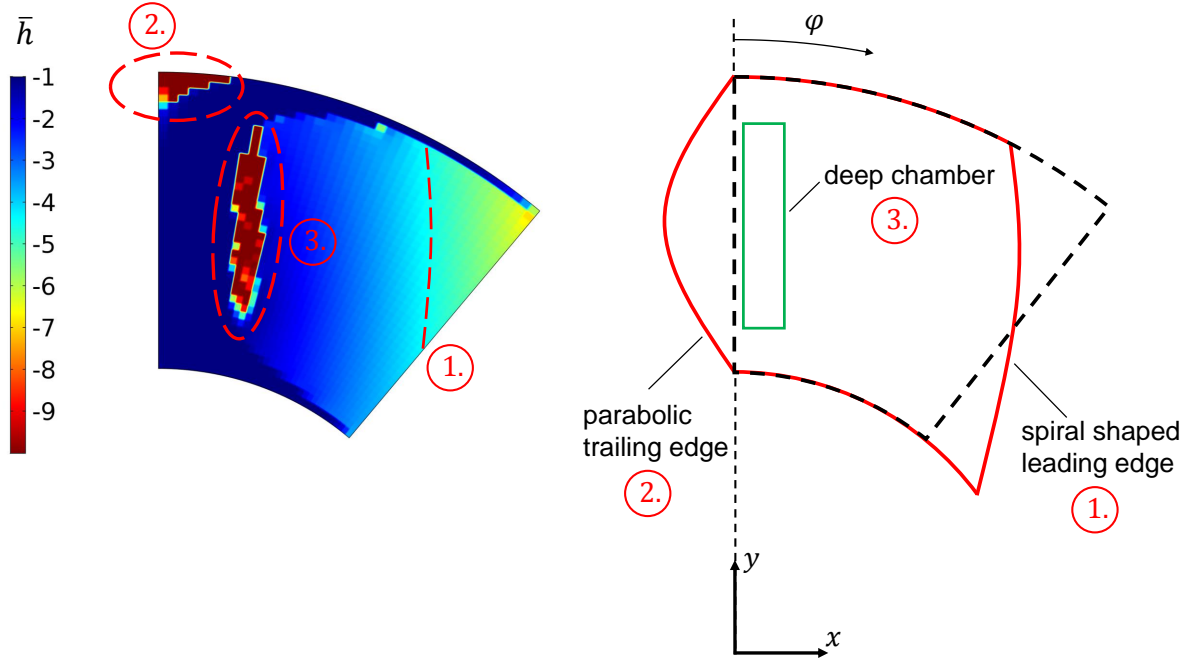 h̄
2.
-1
-2
-3
-4
-5
-6
-7
-8
-9
3.
1.
φ
deep chamber
3.
parabolic
trailing edge
2.
spiral shaped
leading edge
1.
y
x